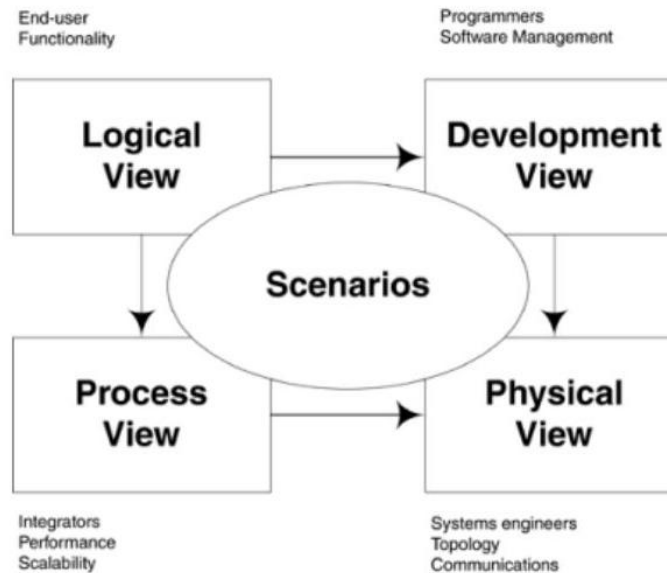 End-user
Functionality
Programmers
Software Management
Logical
View
Development
View
Scenarios
Process
View
Physical
View
Integrators
Performance
Scalability
Systems engineers
Topology
Communications